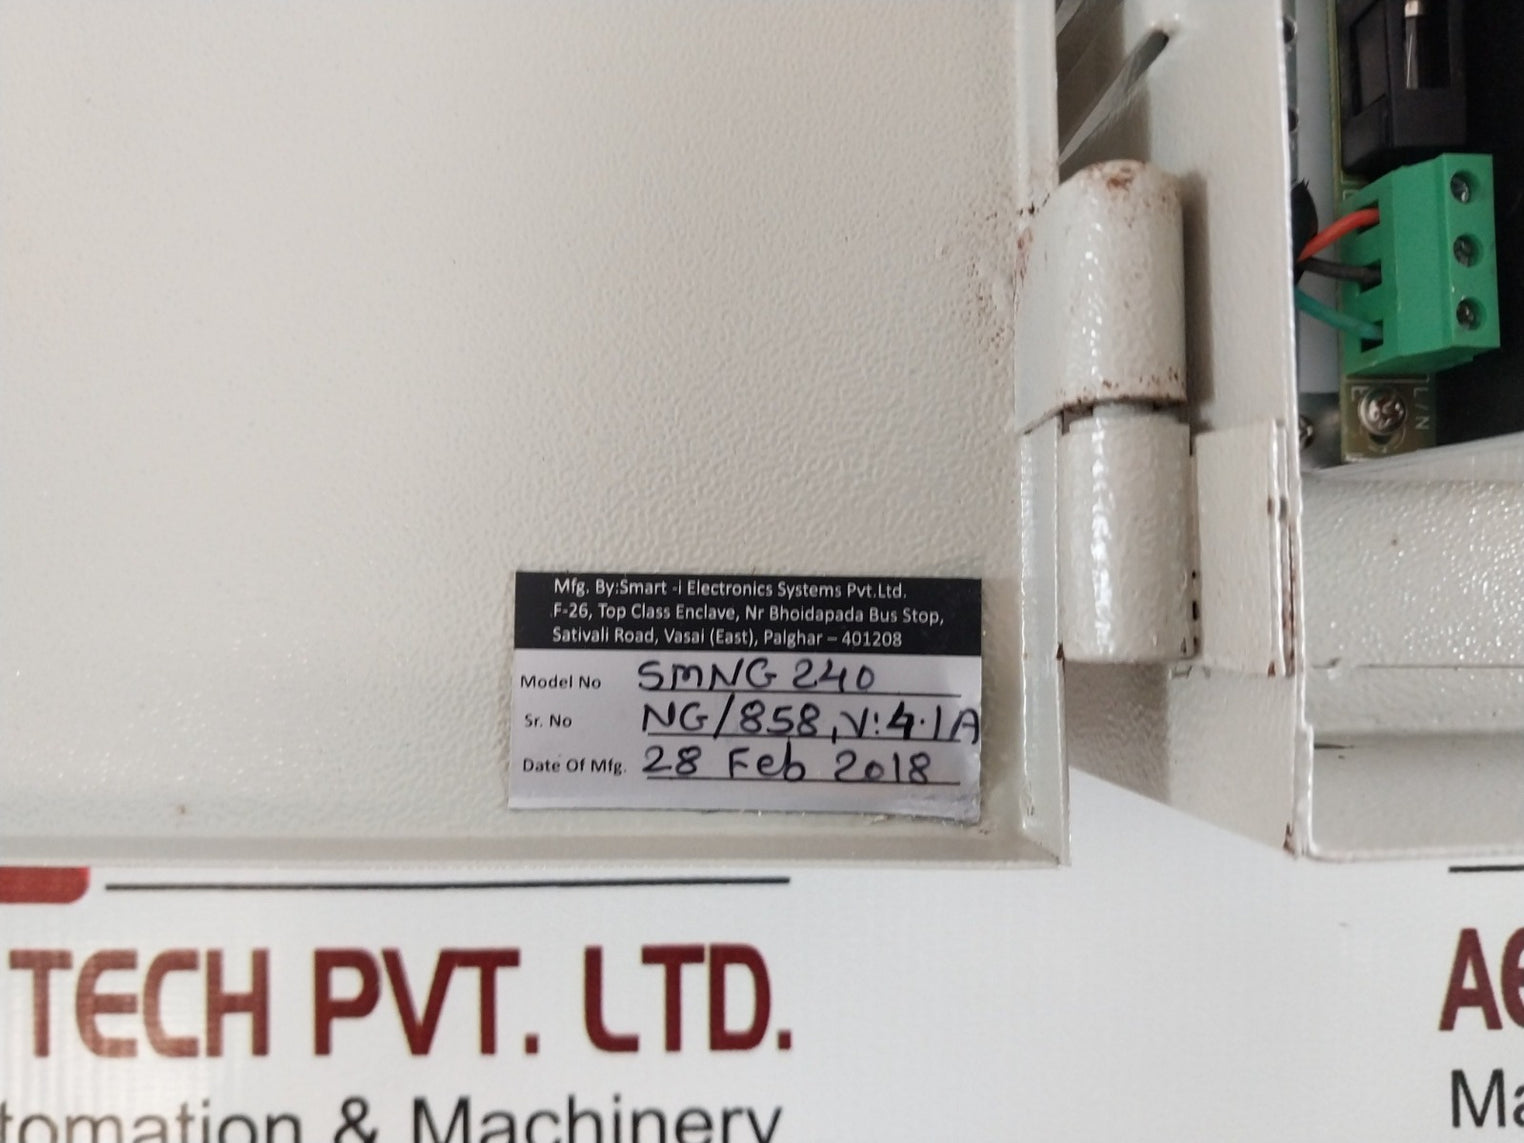 Mfg. By:Smart -i Electronics Systems Pvt.Ltd.
F-26, Top Class Enclave, Nr Bhoidapada Bus Stop,
Sativali Road, Vasai (East), Palghar – 401208
Model No SMNG 240
Sr. No NG/858, V:4.1A
Date Of Mfg. 28 Feb 2018
L/N
TECH PVT. LTD.
tomation & Machinery
Ae
Ma